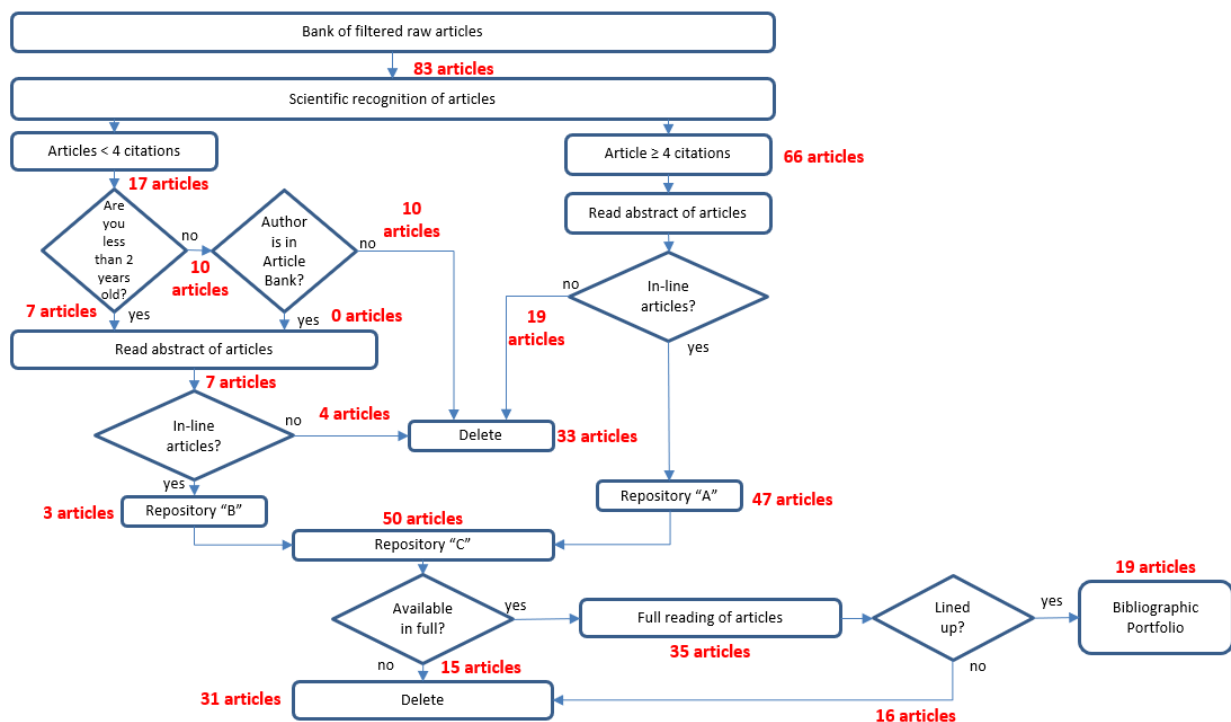 Bank of filtered raw articles
83 articles
Scientific recognition of articles
Articles < 4 citations
Article ≥ 4 citations
66 articles
17 articles
Read abstract of articles
Are
you
less
than 2
years
old?
no
10
articles
Author
is in
Article
Bank?
no
10
articles
In-line
articles?
no
19
articles
yes
7 articles
yes
yes
0 articles
Read abstract of articles
7 articles
In-line
articles?
no
4 articles
Delete
33 articles
yes
3 articles
Repository “B”
Repository “A”
47 articles
50 articles
Repository “C”
Available
in full?
yes
Full reading of articles
35 articles
Lined
up?
yes
19 articles
Bibliographic
Portfolio
no
15 articles
no
31 articles
Delete
16 articles